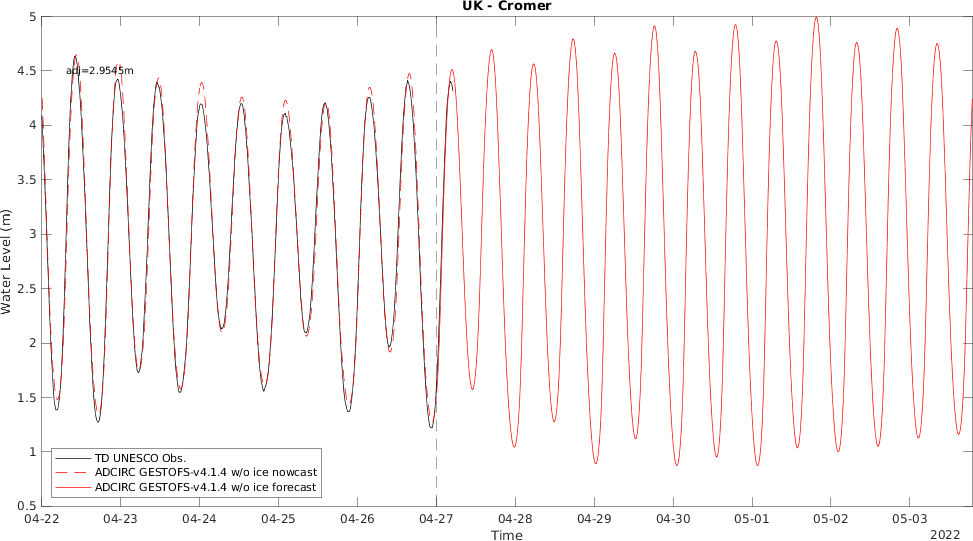 UK - Cromer
5
4.5
4
3.5
3
2.5
2
1.5
1
0.5
Water Level (m)
adj=2.9545m
TD UNESCO Obs.
ADCIRC GESTOFS-v4.1.4 w/o ice nowcast
ADCIRC GESTOFS-v4.1.4 w/o ice forecast
04-22 04-23 04-24 04-25 04-26 04-27 04-28 04-29 04-30 05-01 05-02 05-03
Time
2022